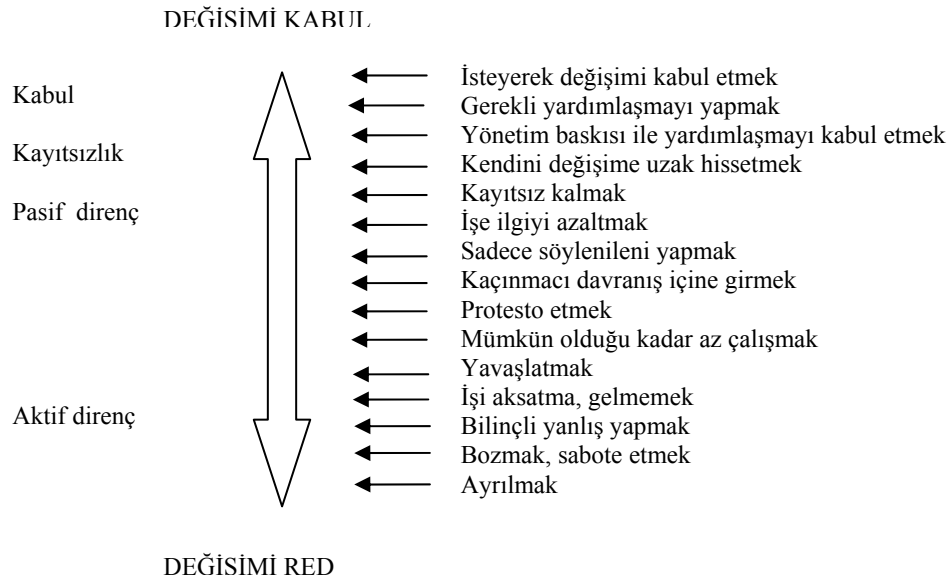 DEĞİSİMİ KABUL
Kabul
Kayıtsızlık
Pasif direnç
Aktif direnç
İsteyerek değişimi kabul etmek
Gerekli yardımlaşmayı yapmak
Yönetim baskısı ile yardımlaşmayı kabul etmek
Kendini değişime uzak hissetmek
Kayıtsız kalmak
İşe ilgiyi azaltmak
Sadece söylenileni yapmak
Kaçınmacı davranış içine girmek
Protesto etmek
Mümkün olduğu kadar az çalışmak
Yavaşlatmak
İşi aksatma, gelmemek
Bilinçli yanlış yapmak
Bozmak, sabote etmek
Ayrılmak
DEĞİSİMİ RED